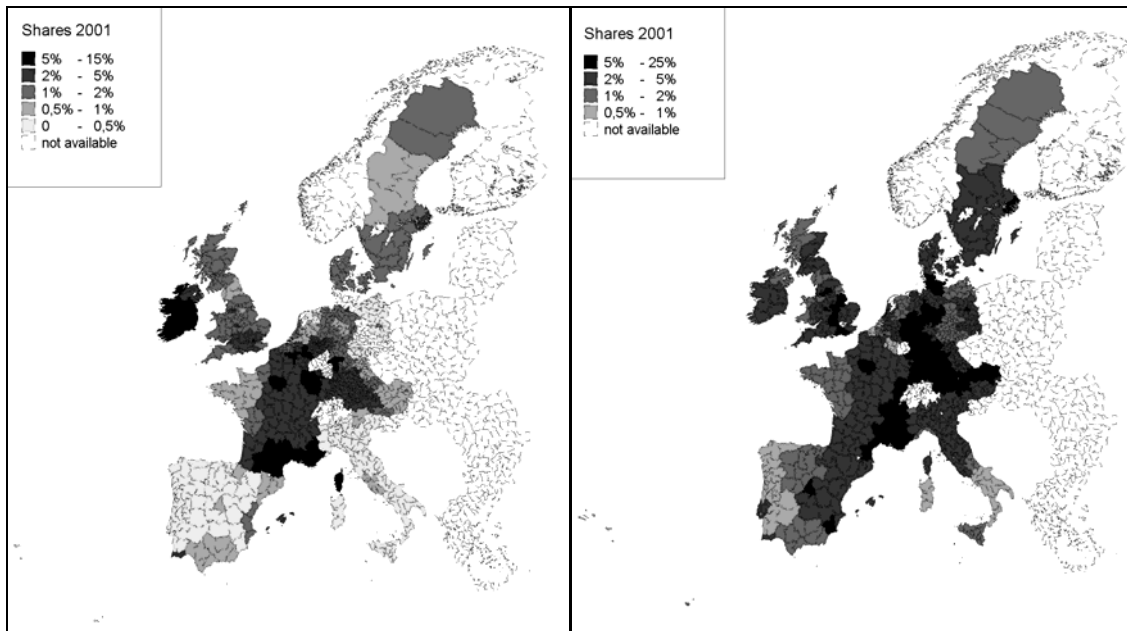 Shares 2001
5% - 15%
2% - 5%
1% - 2%
0,5% - 1%
0 - 0,5%
not available
Shares 2001
5% - 25%
2% - 5%
1% - 2%
0,5% - 1%
not available